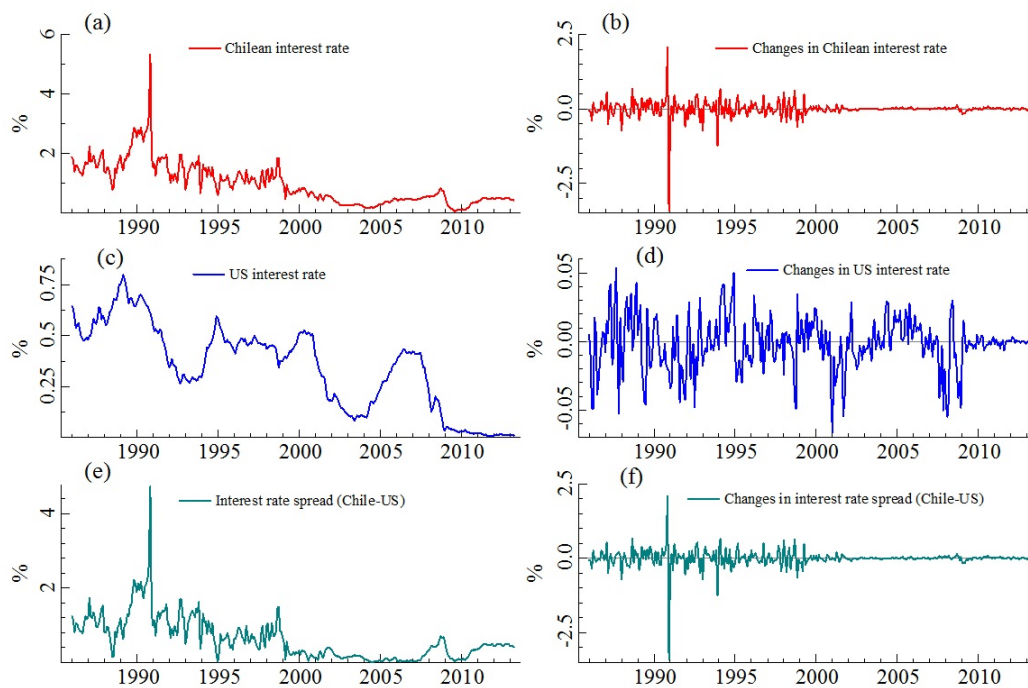 (a)
(b)
6
Chilean interest rate
4
%
2
1990 1995 2000 2005 2010
2.5
Changes in Chilean interest rate
0.0
%
-2.5
1990 1995 2000 2005 2010
(c)
(d)
0.75
US interest rate
0.5
%
0.25
1990 1995 2000 2005 2010
0.05
Changes in US interest rate
0.00
%
-0.05
1990 1995 2000 2005 2010
(e)
(f)
4
Interest rate spread (Chile-US)
%
2
1990 1995 2000 2005 2010
2.5
Changes in interest rate spread (Chile-US)
0.0
%
-2.5
1990 1995 2000 2005 2010